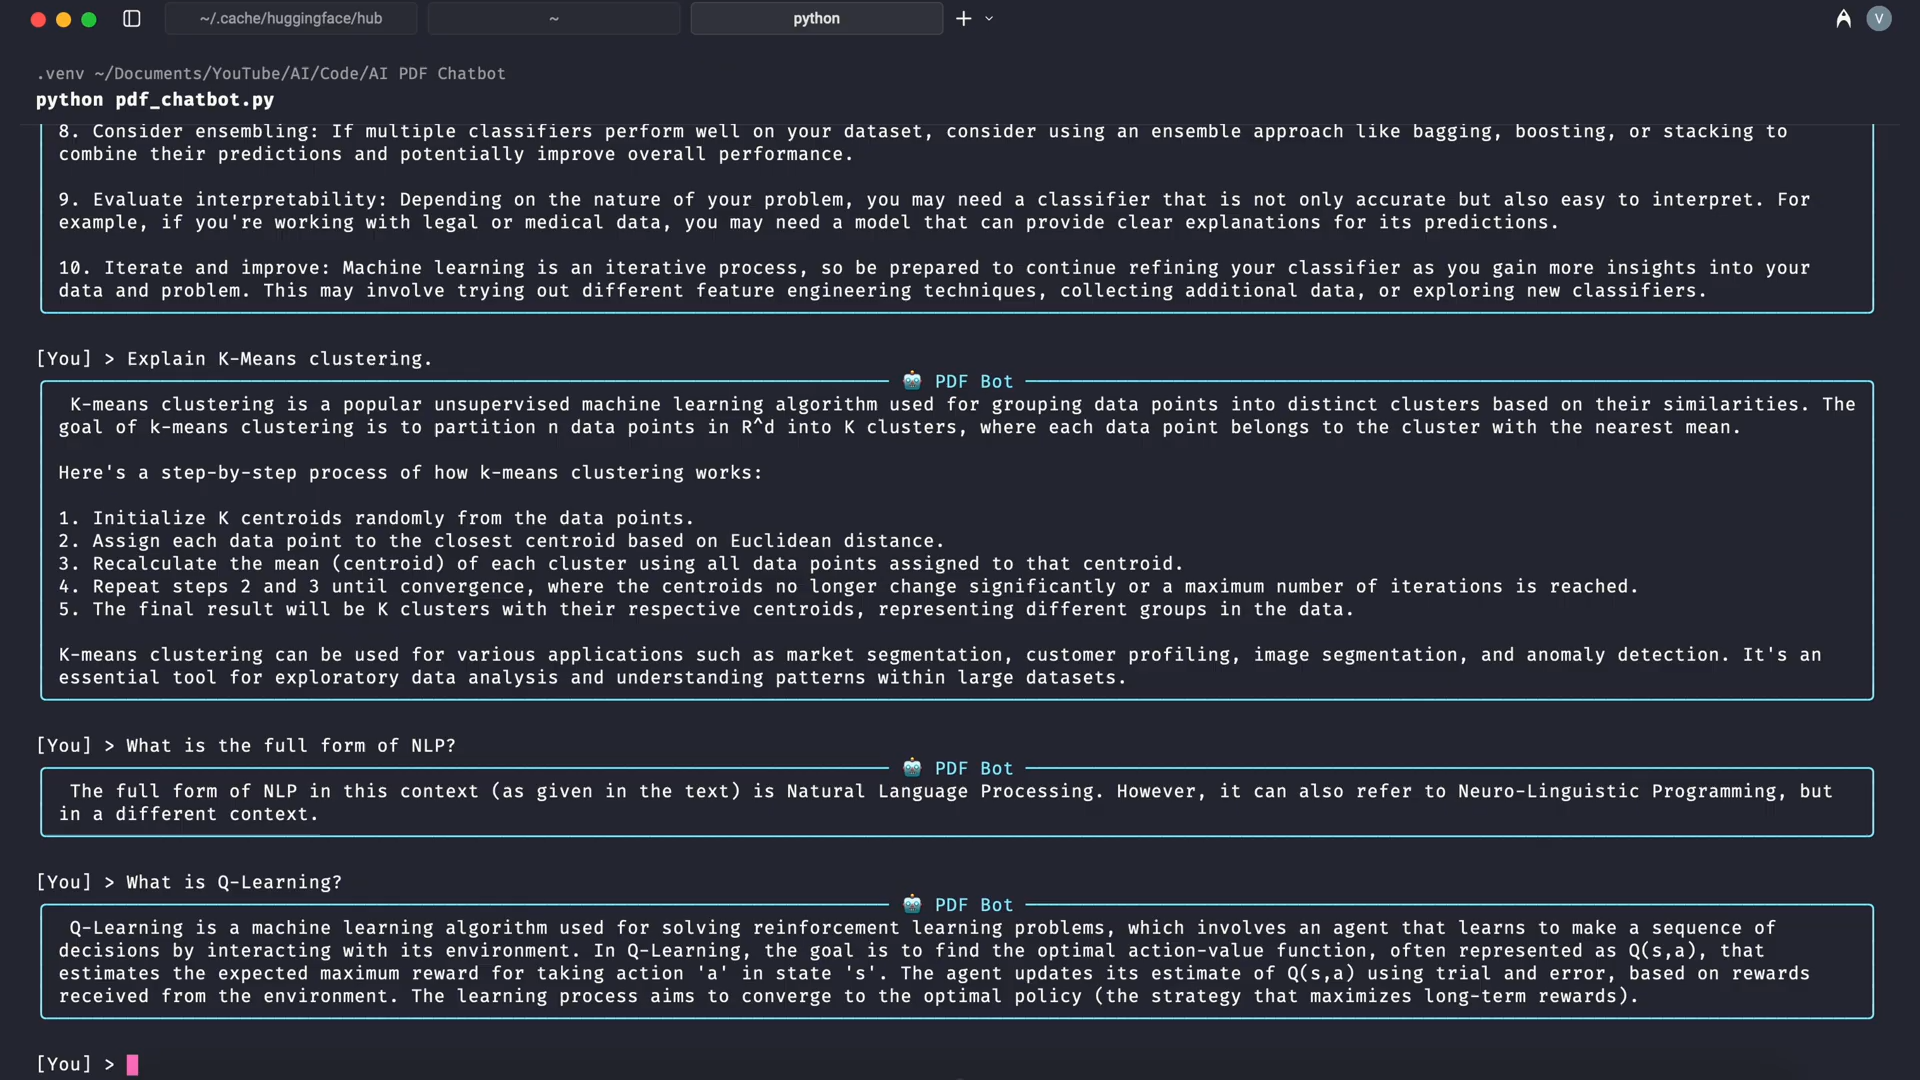 ~/.cache/huggingface/hub
~
python
V
.venv ~/Documents/YouTube/AI/Code/AI PDF Chatbot
python pdf_chatbot.py
8. Consider ensembling: If multiple classifiers perform well on your dataset, consider using an ensemble approach like bagging, boosting, or stacking to
combine their predictions and potentially improve overall performance.
9. Evaluate interpretability: Depending on the nature of your problem, you may need a classifier that is not only accurate but also easy to interpret. For
example, if you're working with legal or medical data, you may need a model that can provide clear explanations for its predictions.
10. Iterate and improve: Machine learning is an iterative process, so be prepared to continue refining your classifier as you gain more insights into your
data and problem. This may involve trying out different feature engineering techniques, collecting additional data, or exploring new classifiers.
[You] > Explain K-Means clustering.
PDF Bot
K-means clustering is a popular unsupervised machine learning algorithm used for grouping data points into distinct clusters based on their similarities. The
goal of k-means clustering is to partition n data points in R^d into K clusters, where each data point belongs to the cluster with the nearest mean.
Here's a step-by-step process of how k-means clustering works:
1. Initialize K centroids randomly from the data points.
2. Assign each data point to the closest centroid based on Euclidean distance.
3. Recalculate the mean (centroid) of each cluster using all data points assigned to that centroid.
4. Repeat steps 2 and 3 until convergence, where the centroids no longer change significantly or a maximum number of iterations is reached.
5. The final result will be K clusters with their respective centroids, representing different groups in the data.
K-means clustering can be used for various applications such as market segmentation, customer profiling, image segmentation, and anomaly detection. It's an
essential tool for exploratory data analysis and understanding patterns within large datasets.
[You] > What is the full form of NLP?
PDF Bot
The full form of NLP in this context (as given in the text) is Natural Language Processing. However, it can also refer to Neuro-Linguistic Programming, but
in a different context.
[You] > What is Q-Learning?
PDF Bot
Q-Learning is a machine learning algorithm used for solving reinforcement learning problems, which involves an agent that learns to make a sequence of
decisions by interacting with its environment. In Q-Learning, the goal is to find the optimal action-value function, often represented as Q(s,a), that
estimates the expected maximum reward for taking action 'a' in state 's'. The agent updates its estimate of Q(s,a) using trial and error, based on rewards
received from the environment. The learning process aims to converge to the optimal policy (the strategy that maximizes long-term rewards).
[You] >